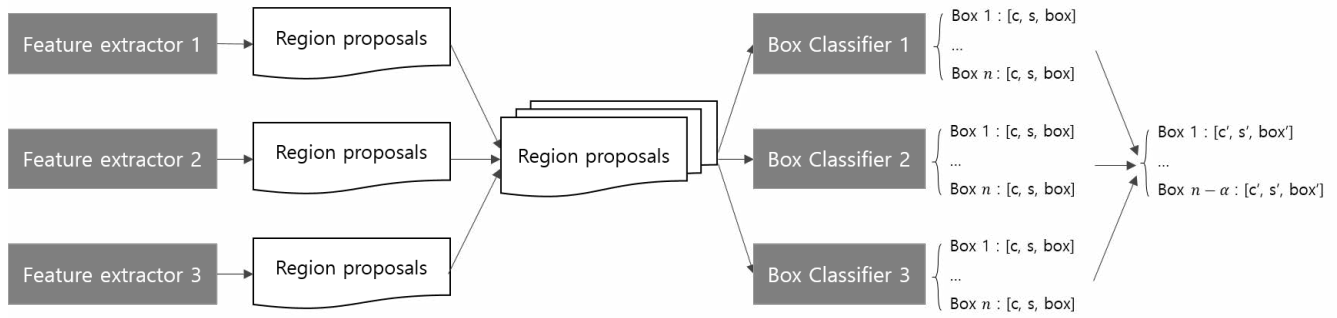 Feature extractor 1
Region proposals
Box Classifier 1
Box 1 : [c, s, box]
...
Box n : [c, s, box]
Feature extractor 2
Region proposals
Region proposals
Box Classifier 2
Box 1 : [c, s, box]
...
Box n : [c, s, box]
Box 1 : [c′, s′, box′]
...
Box n − α : [c′, s′, box′]
Feature extractor 3
Region proposals
Box Classifier 3
Box 1 : [c, s, box]
...
Box n : [c, s, box]